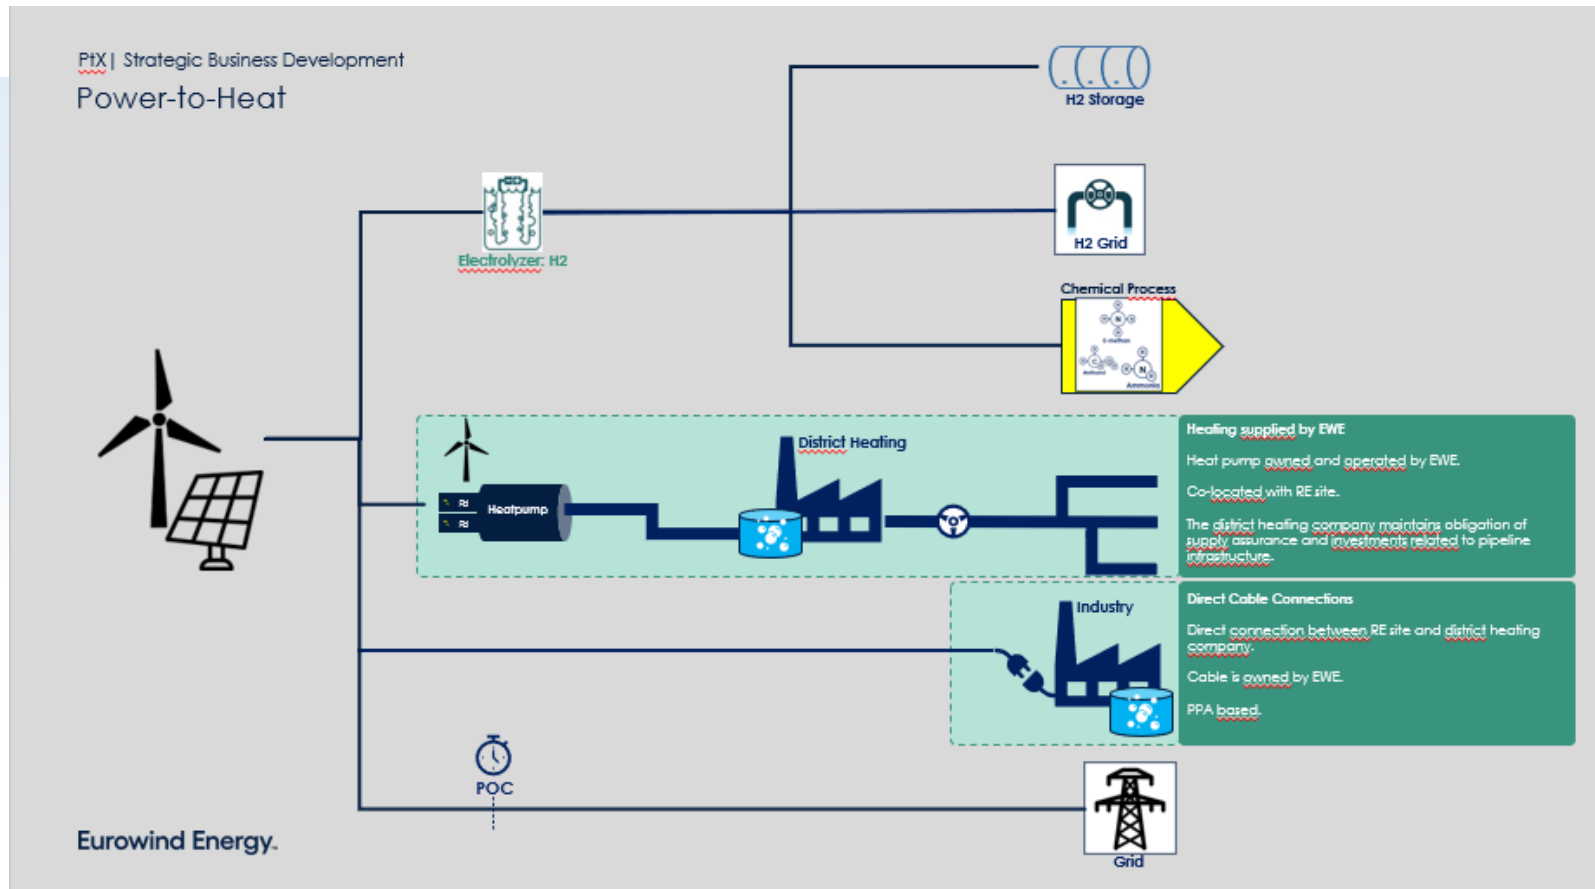 PtX| Strategic Business Development
Power-to-Heat
H2 Storage
H2 Grid
Electrolyzer: H2
Chemical Process
Ammonia
District Heating
Heatpump
Heating supplied by EWE
Heat pump owned and operated by EWE.
Co-located with RE site.
The district heating company maintains obligation of
supply assurance and investments related to pipeline
infrastructure.
Industry
Direct Cable Connections
Direct connection between RE site and district heating
company.
Cable is owned by EWE.
PPA based.
POC
Grid
Eurowind Energy.